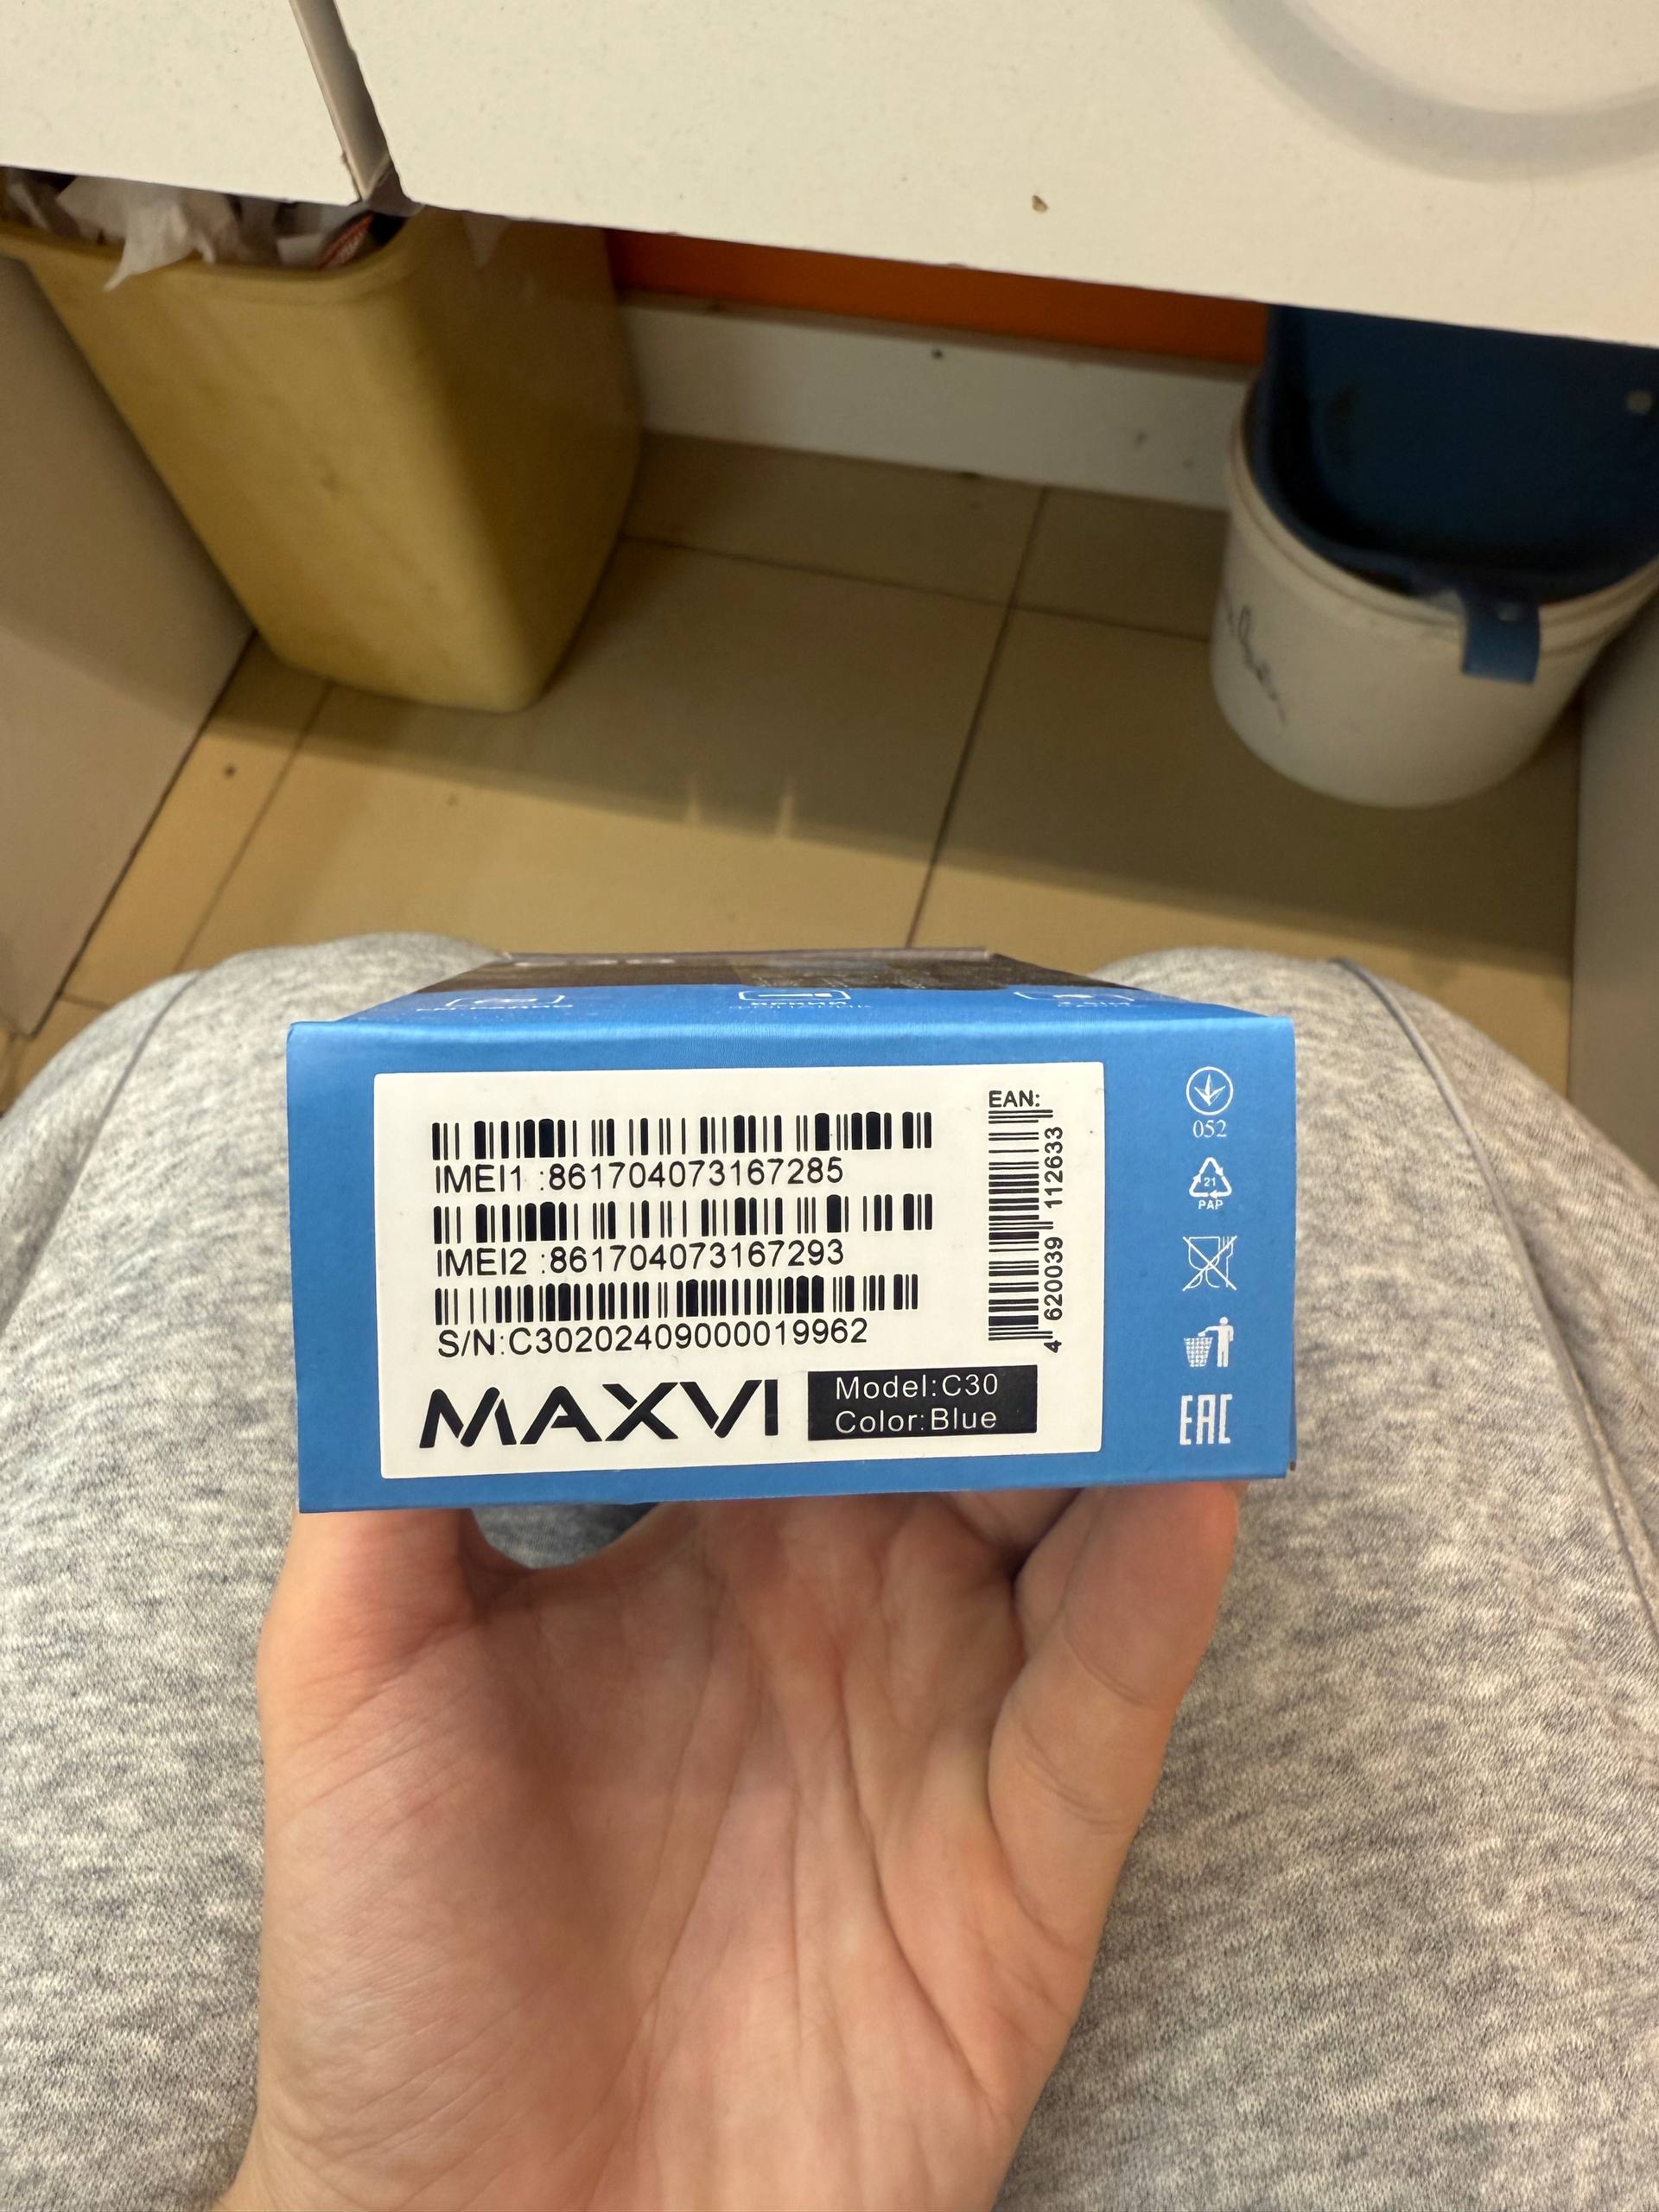 EAN:
4 620039 112633
IMEI1 :861704073167285
IMEI2 :861704073167293
S/N:C30202409000019962
MAXVI
Model:C30
Color:Blue
052
21
PAP
EAC